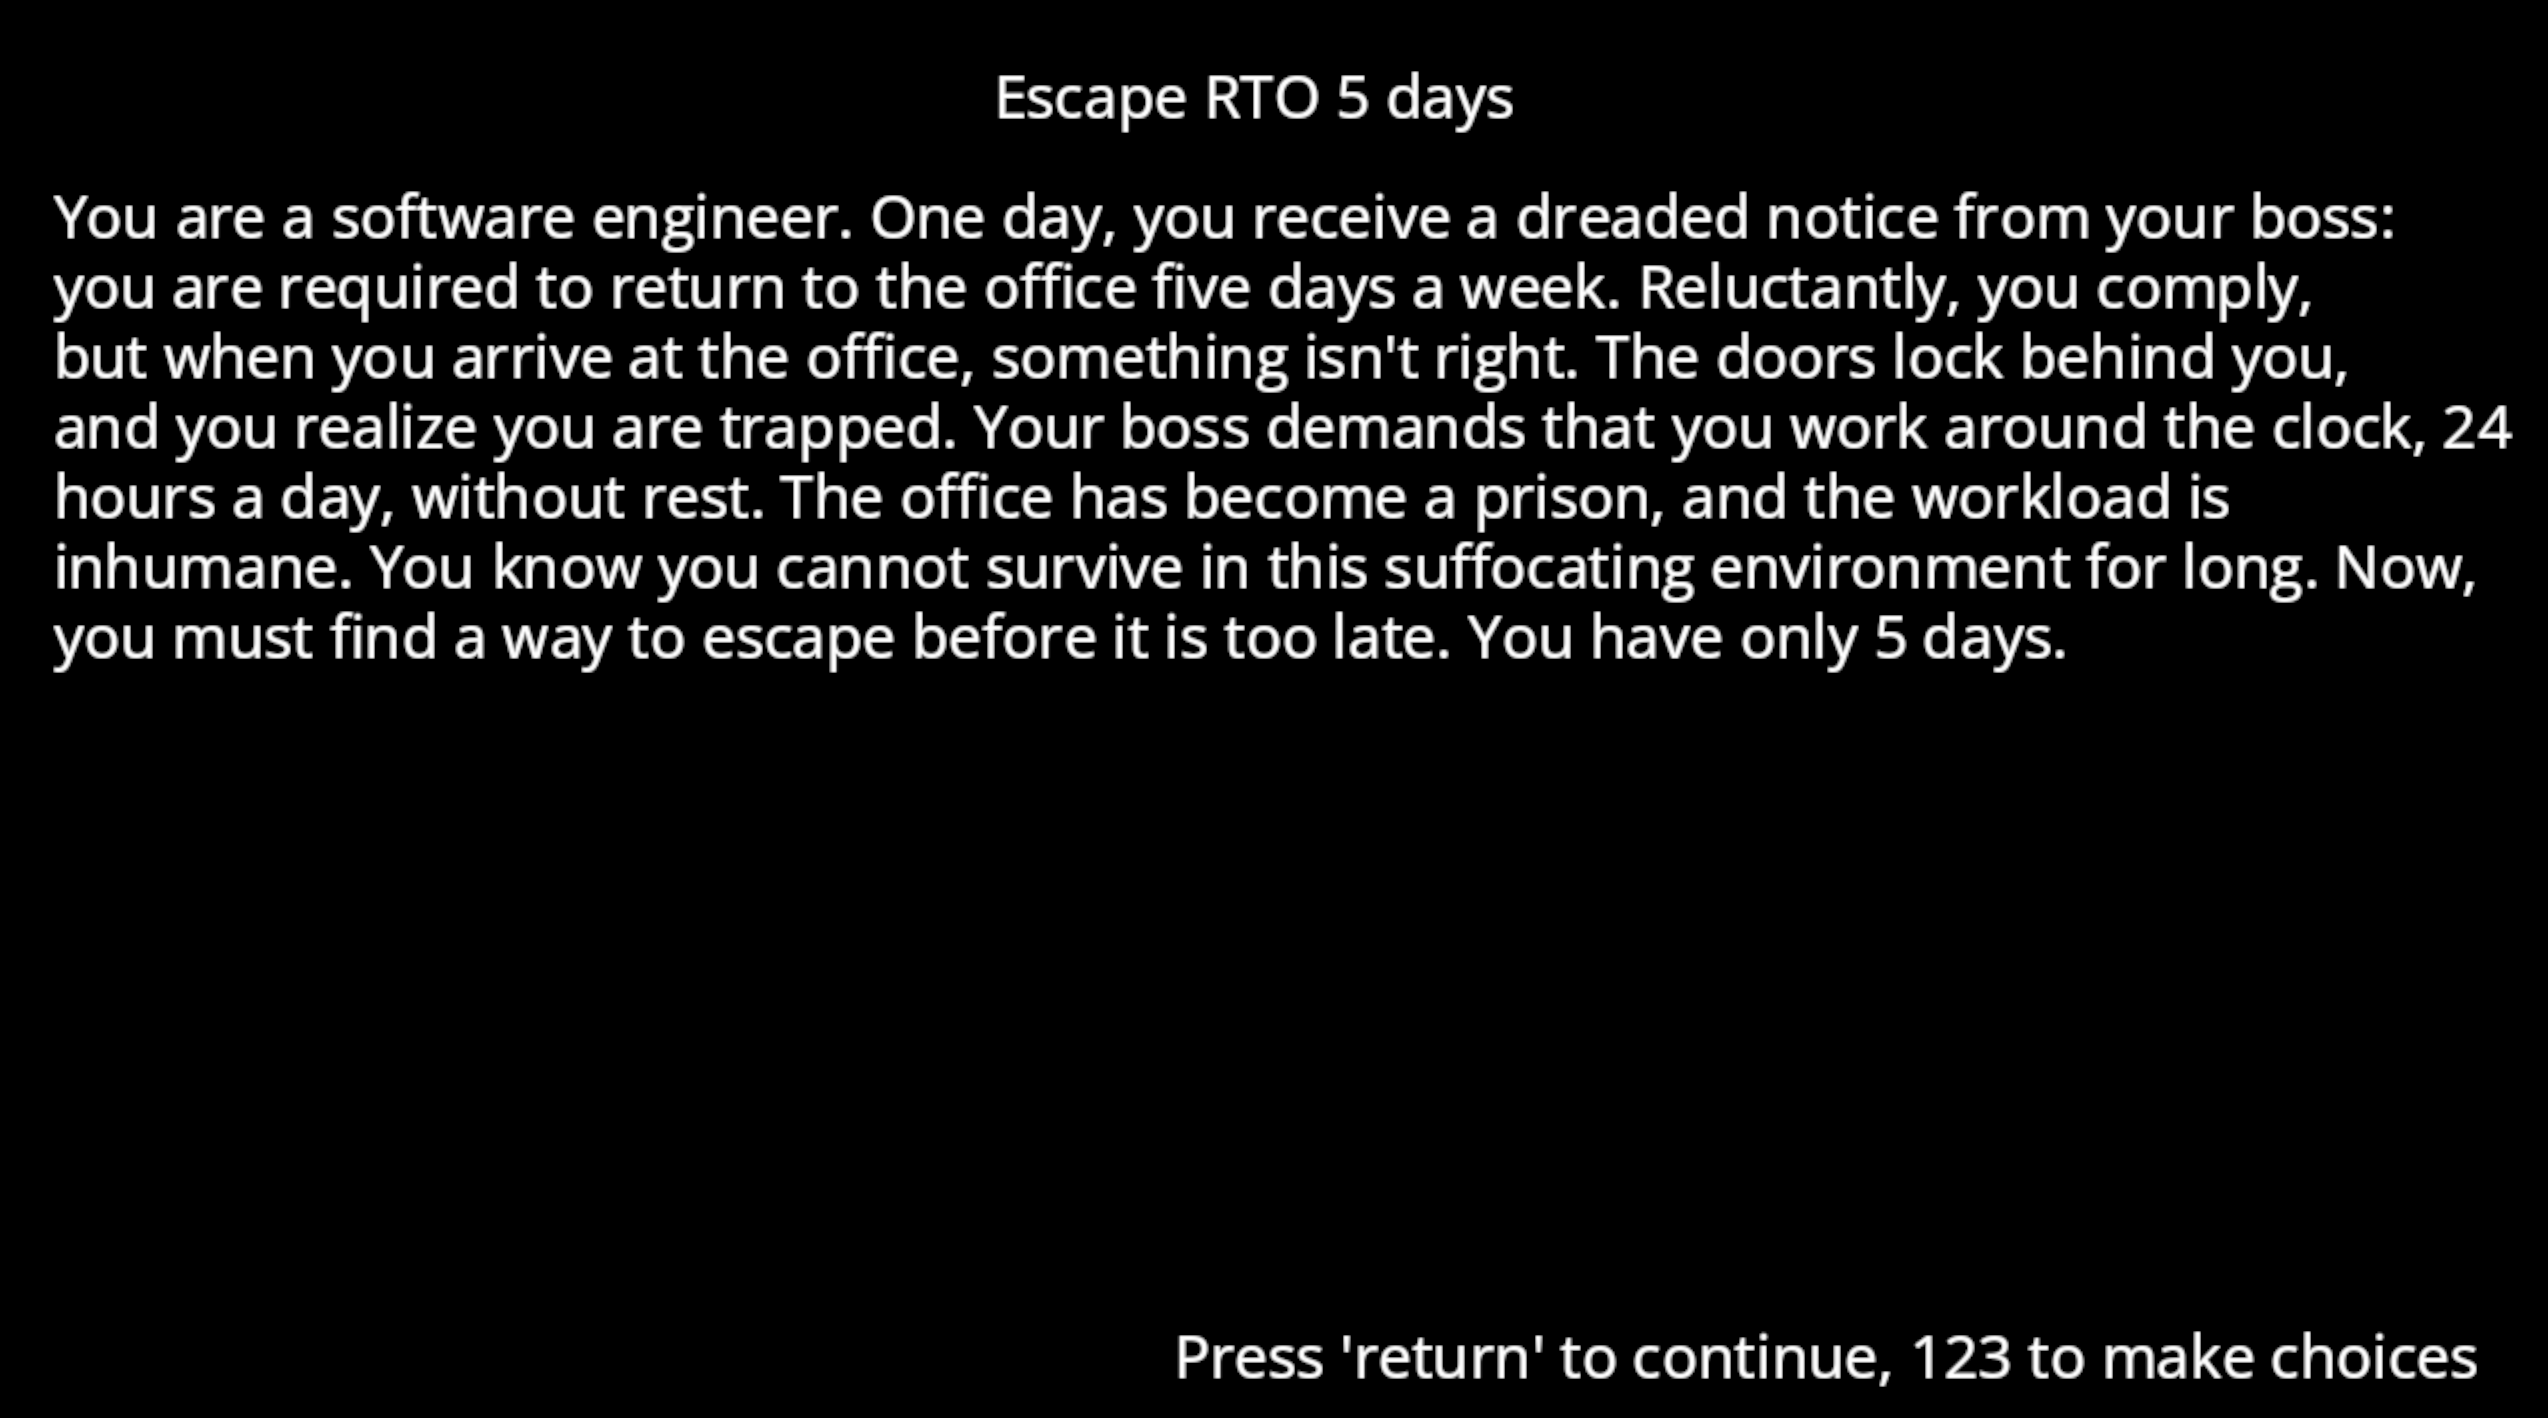 Escape RTO 5 days
You are a software engineer. One day, you receive a dreaded notice from your boss:
you are required to return to the office five days a week. Reluctantly, you comply,
but when you arrive at the office, something isn't right. The doors lock behind you,
and you realize you are trapped. Your boss demands that you work around the clock, 24
hours a day, without rest. The office has become a prison, and the workload is
inhumane. You know you cannot survive in this suffocating environment for long. Now,
you must find a way to escape before it is too late. You have only 5 days.
Press 'return' to continue, 123 to make choices